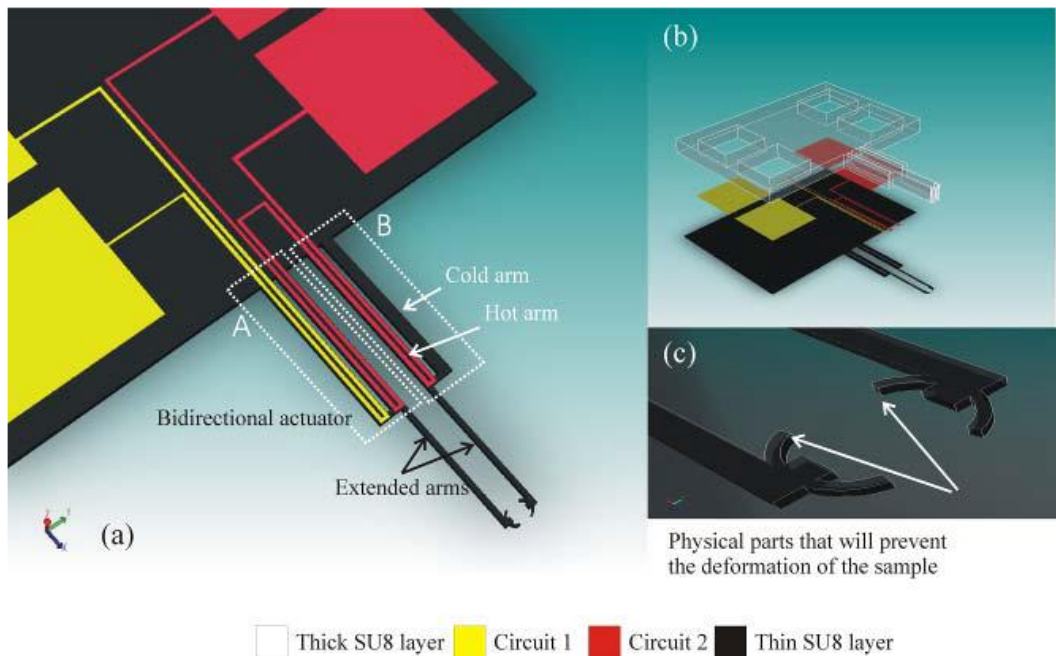 (b)
B
Cold arm
Hot arm
A
(c)
Bidirectional actuator
Extended arms
(a)
Physical parts that will prevent
the deformation of the sample
Thick SU8 layer Circuit 1 Circuit 2 Thin SU8 layer